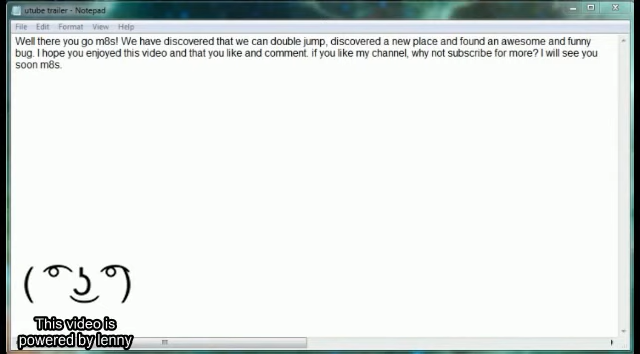 utube trailer - Notepad
File Edit Format View Help
Well there you go m8s! We have discovered that we can double jump, discovered a new place and found an awesome and funny
bug. I hope you enjoyed this video and that you like and comment. if you like my channel, why not subscribe for more? I will see you
soon m8s.
( ͡° ͜ʖ ͡°)
This video is
powered by lenny